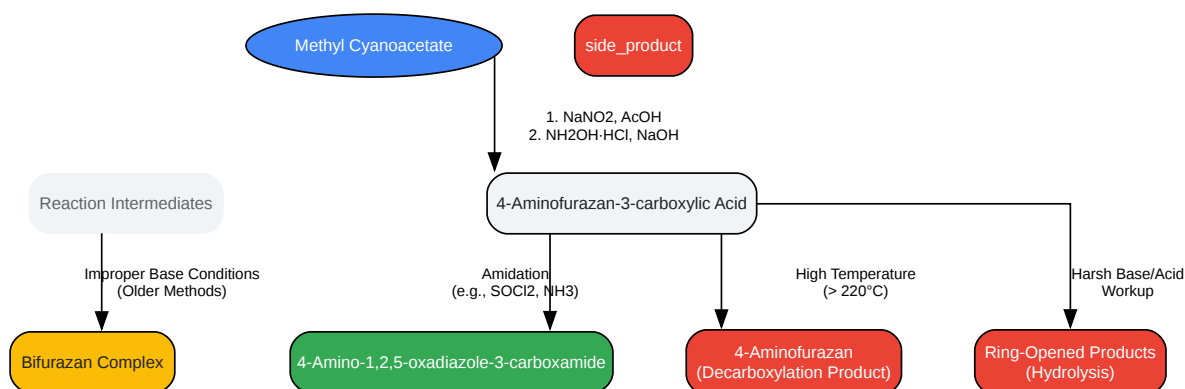 Methyl Cyanoacetate
side_product
1. NaNO2, AcOH
2. NH2OH·HCl, NaOH
Reaction Intermediates
4-Aminofurazan-3-carboxylic Acid
Improper Base Conditions
(Older Methods)
Amidation
(e.g., SOCl2, NH3)
High Temperature
(> 220°C)
Harsh Base/Acid
Workup
Bifurazan Complex
4-Amino-1,2,5-oxadiazole-3-carboxamide
4-Aminofurazan
(Decarboxylation Product)
Ring-Opened Products
(Hydrolysis)